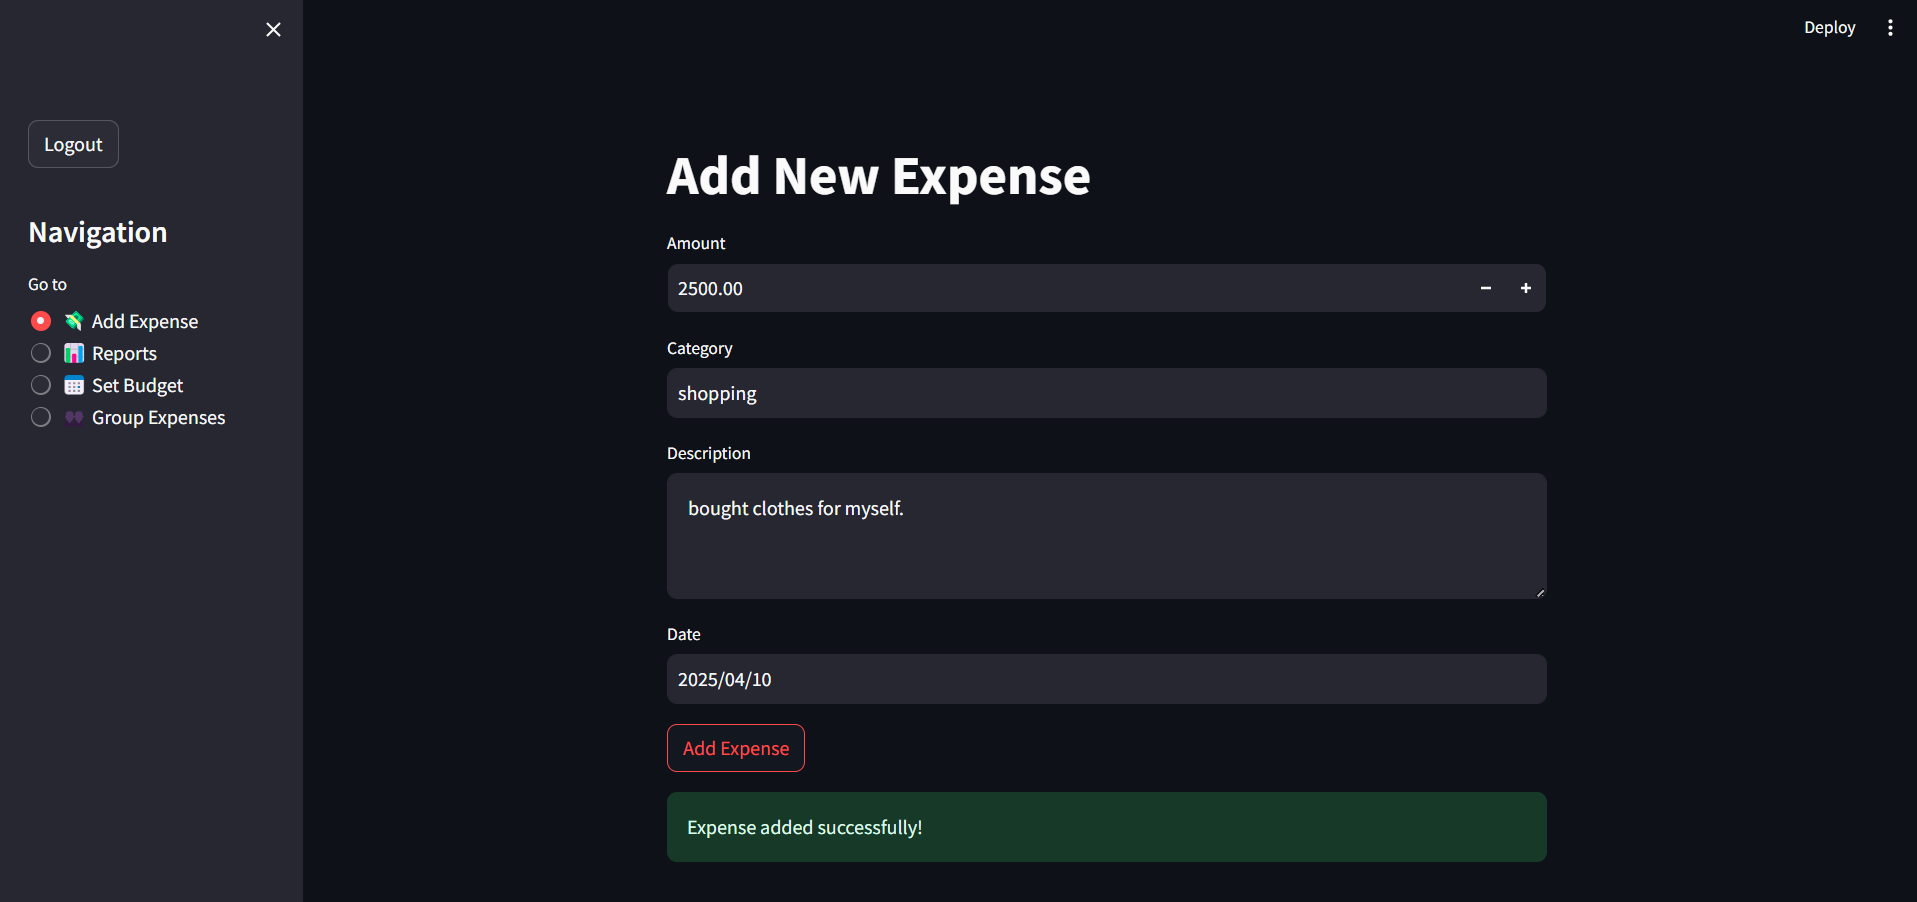 Deploy
Logout
Navigation
Go to
Add Expense
Reports
Set Budget
Group Expenses
Add New Expense
Amount
2500.00
Category
shopping
Description
bought clothes for myself.
Date
2025/04/10
Add Expense
Expense added successfully!